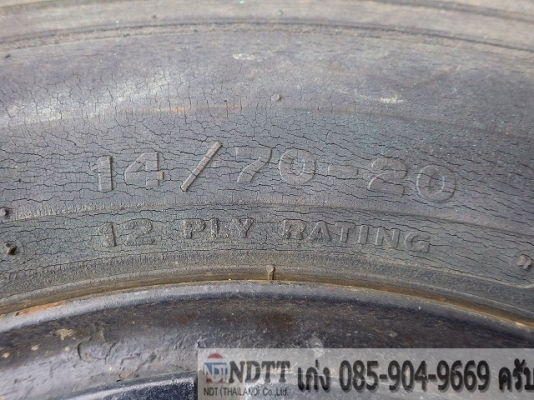 14/70-20
12 PLY RATING
NDTT เก่ง 085-904-9669 ครับ
NDT (THAILAND) Co.,Ltd.